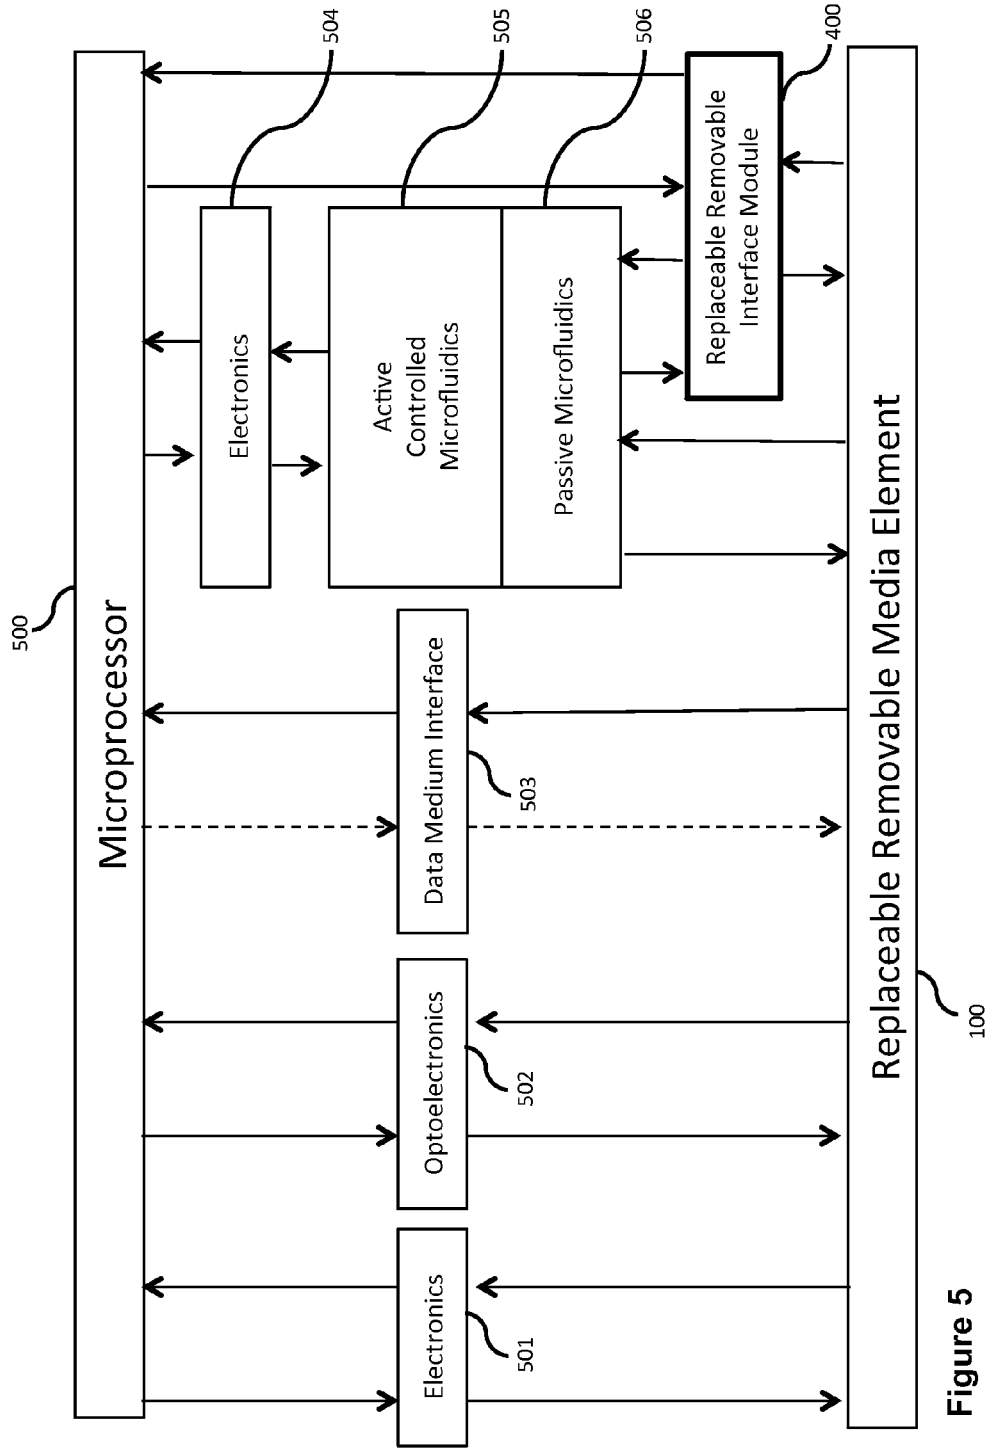 500
Microprocessor
504
505
506
400
Electronics
Active
Controlled
Microfluidics
Passive Microfluidics
Replaceable Removable
Interface Module
Data Medium Interface
503
Optoelectronics
502
Electronics
501
Replaceable Removable Media Element
100
Figure 5